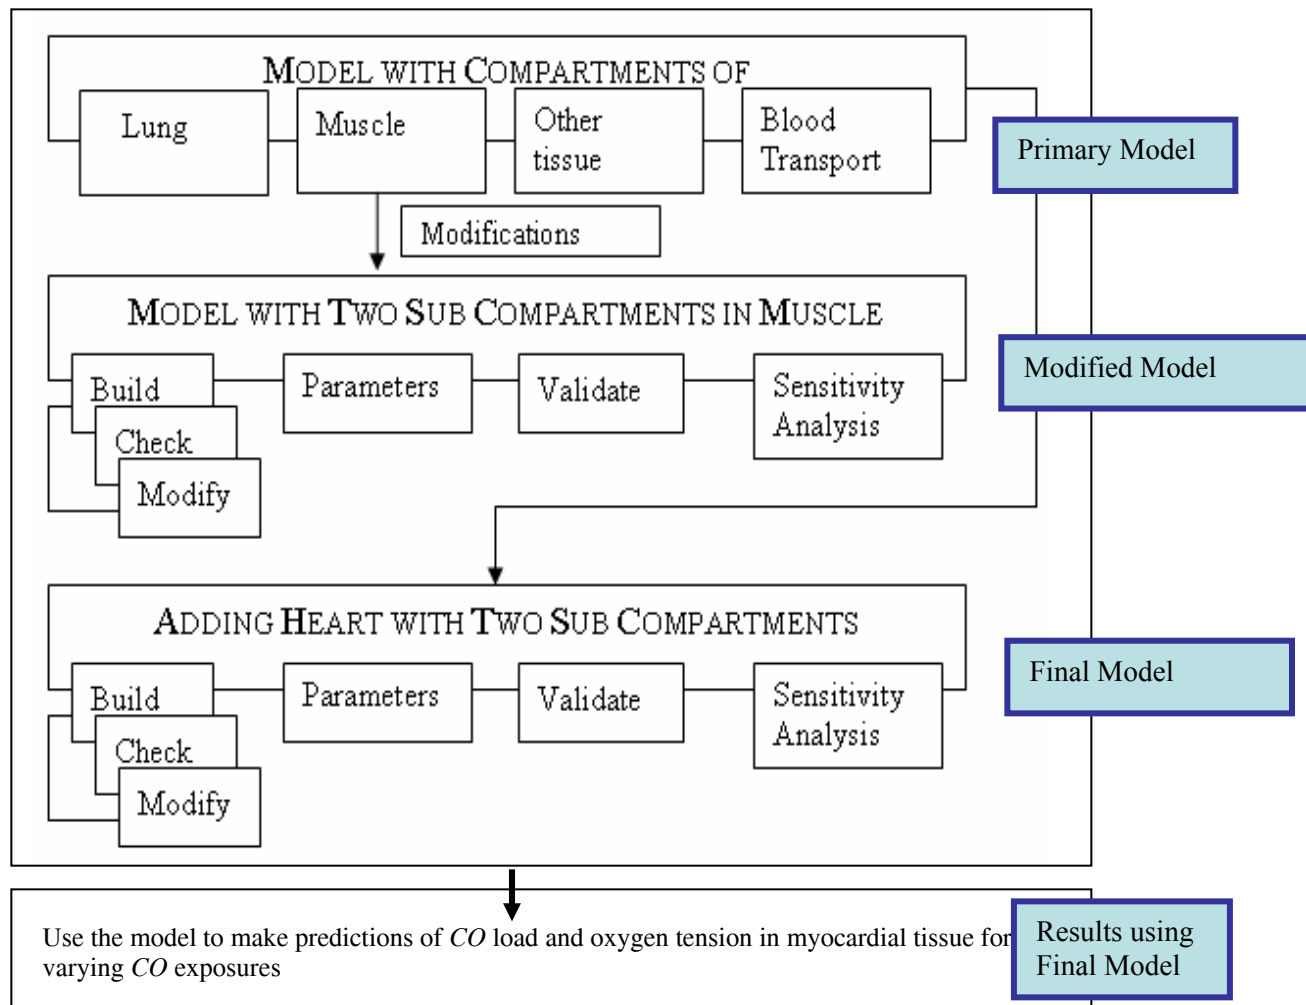 MODEL WITH COMPARTMENTS OF
Lung
Muscle
Other
tissue
Blood
Transport
Primary Model
Modifications
MODEL WITH TWO SUB COMPARTMENTS IN MUSCLE
Modified Model
Build
Check
Modify
Parameters
Validate
Sensitivity
Analysis
ADDING HEART WITH TWO SUB COMPARTMENTS
Final Model
Build
Check
Modify
Parameters
Validate
Sensitivity
Analysis
Use the model to make predictions of CO load and oxygen tension in myocardial tissue for
varying CO exposures
Results using
Final Model